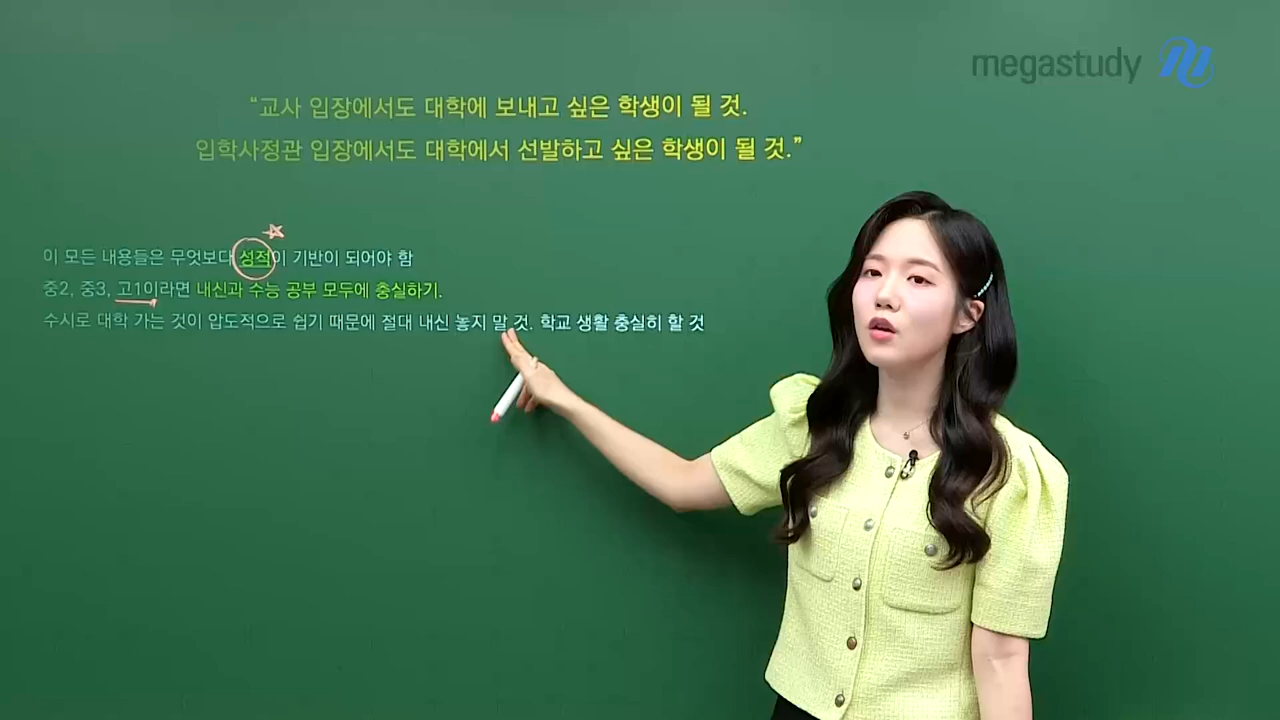 megastudy
“교사 입장에서도 대학에 보내고 싶은 학생이 될 것.
입학사정관 입장에서도 대학에서 선발하고 싶은 학생이 될 것.”
이 모든 내용들은 무엇보다 성적이 기반이 되어야 함
중2, 중3, 고1이라면 내신과 수능 공부 모두에 충실하기.
수시로 대학 가는 것이 압도적으로 쉽기 때문에 절대 내신 놓지 말 것. 학교 생활 충실히 할 것